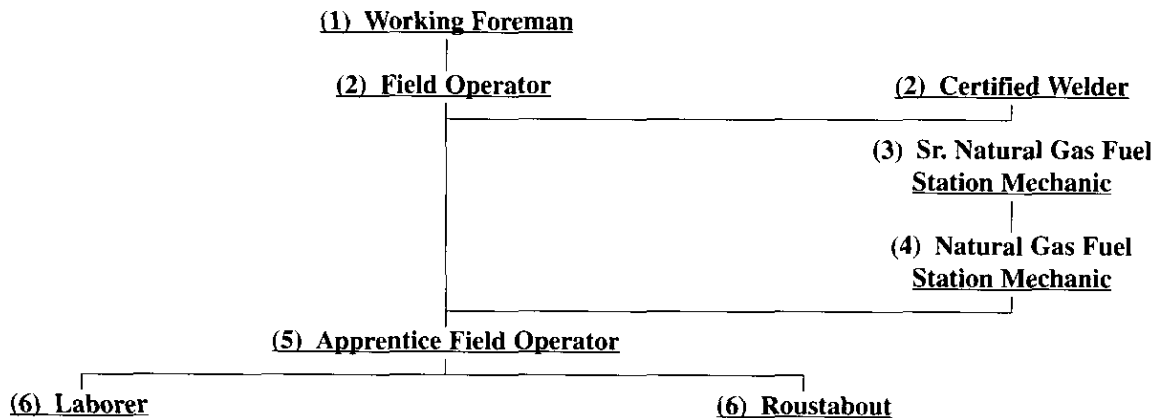 (1) Working Foreman
(2) Field Operator
(2) Certified Welder
(3) Sr. Natural Gas Fuel
Station Mechanic
(4) Natural Gas Fuel
Station Mechanic
(5) Apprentice Field Operator
(6) Laborer
(6) Roustabout